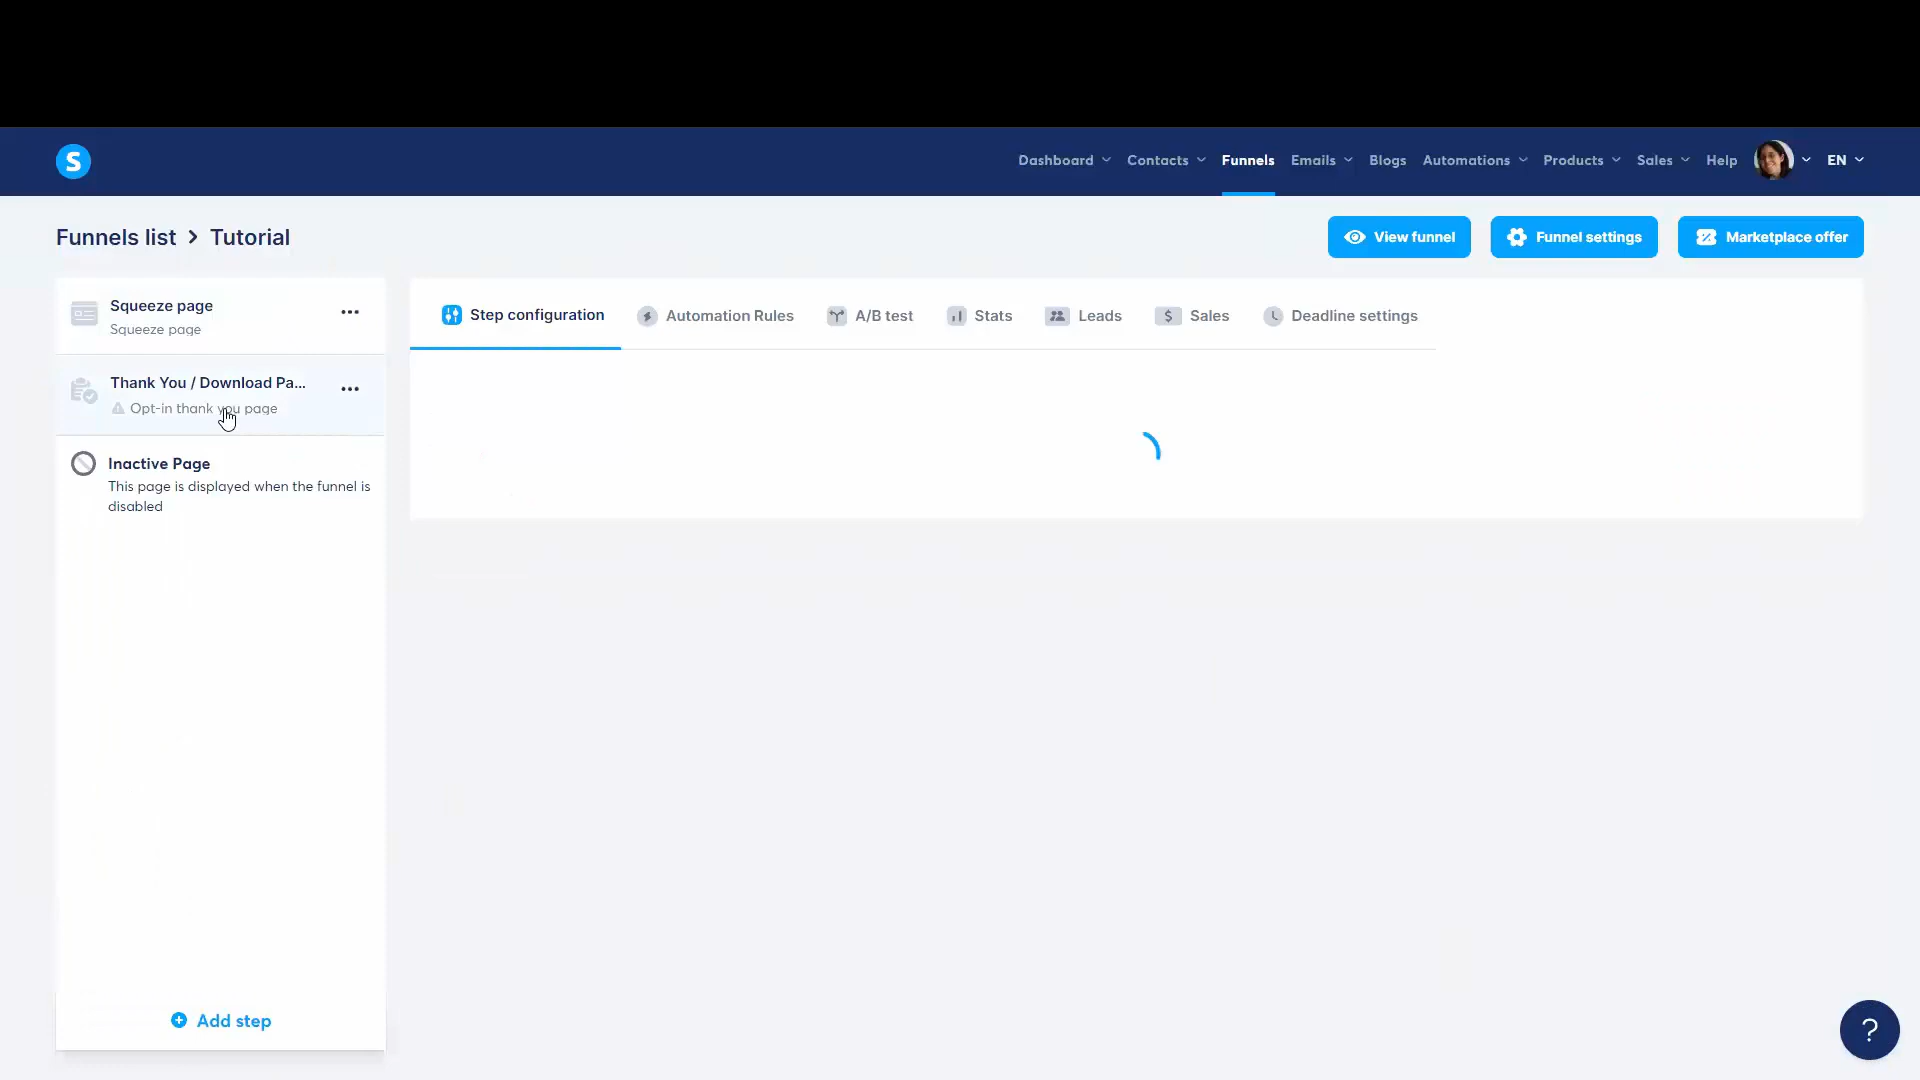 S
Dashboard
Contacts
Funnels
Emails
Blogs
Automations
Products
Sales
Help
EN
Funnels list > Tutorial
View funnel
Funnel settings
Marketplace offer
Squeeze page
Squeeze page
Thank You / Download Pa...
Opt-in thank you page
Inactive Page
This page is displayed when the funnel is
disabled
Add step
Step configuration
Automation Rules
A/B test
Stats
Leads
$ Sales
Deadline settings
?